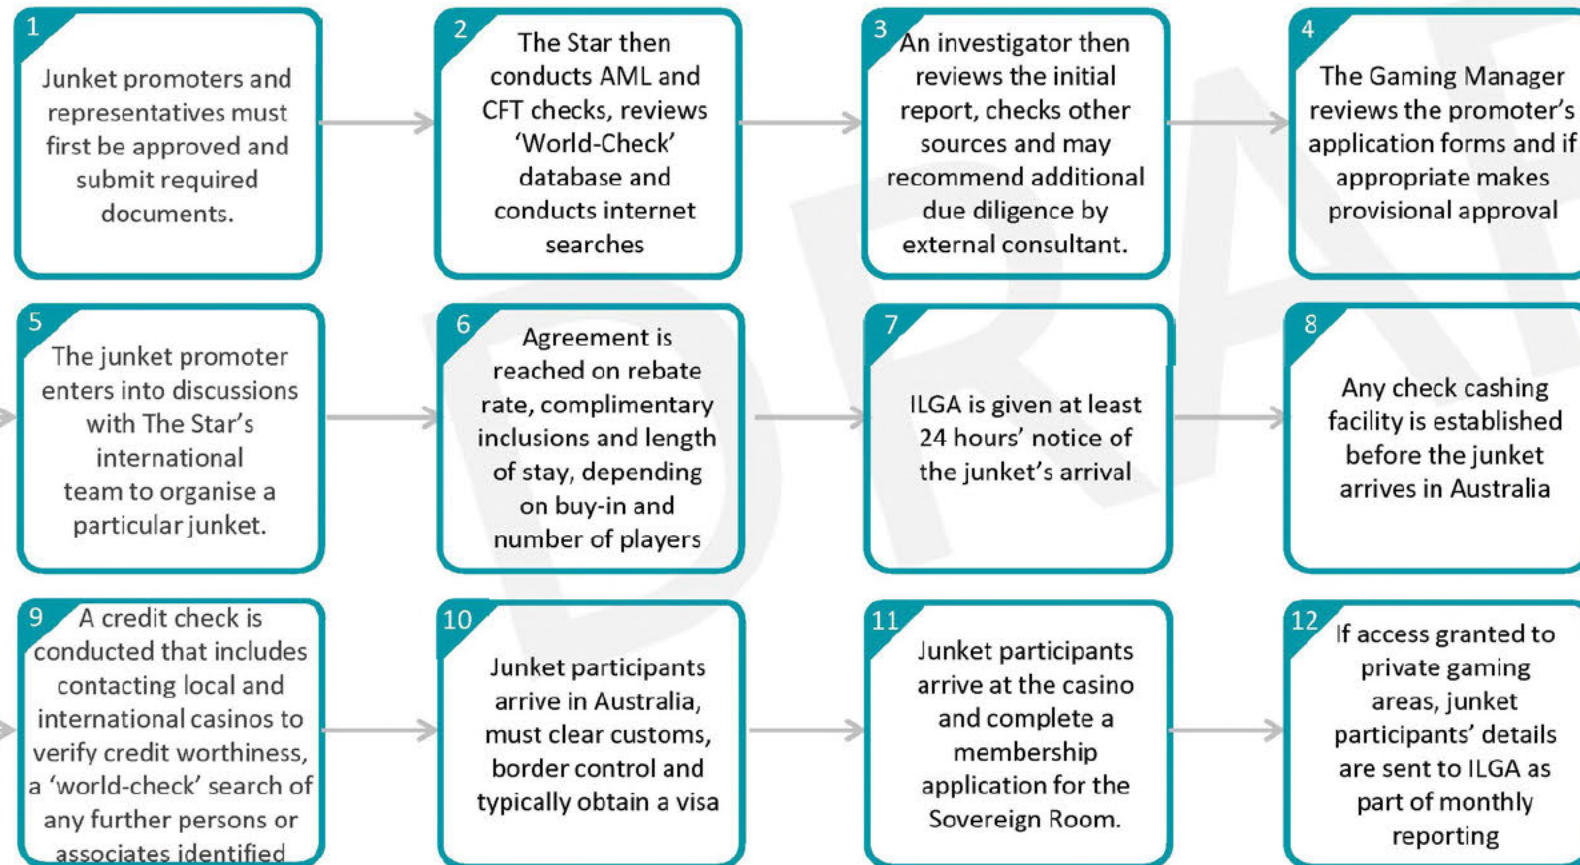 1
Junket promoters and
representatives must
first be approved and
submit required
documents.
2
The Star then
conducts AML and
CFT checks, reviews
‘World-Check’
database and
conducts internet
searches
3
An investigator then
reviews the initial
report, checks other
sources and may
recommend additional
due diligence by
external consultant.
4
The Gaming Manager
reviews the promoter’s
application forms and if
appropriate makes
provisional approval
5
The junket promoter
enters into discussions
with The Star’s
international
team to organise a
particular junket.
6
Agreement is
reached on rebate
rate, complimentary
inclusions and length
of stay, depending
on buy-in and
number of players
7
ILGA is given at least
24 hours’ notice of
the junket’s arrival
8
Any check cashing
facility is established
before the junket
arrives in Australia
9
A credit check is
conducted that includes
contacting local and
international casinos to
verify credit worthiness,
a ‘world-check’ search of
any further persons or
associates identified
10
Junket participants
arrive in Australia,
must clear customs,
border control and
typically obtain a visa
11
Junket participants
arrive at the casino
and complete a
membership
application for the
Sovereign Room.
12
If access granted to
private gaming
areas, junket
participants’ details
are sent to ILGA as
part of monthly
reporting
DRAF